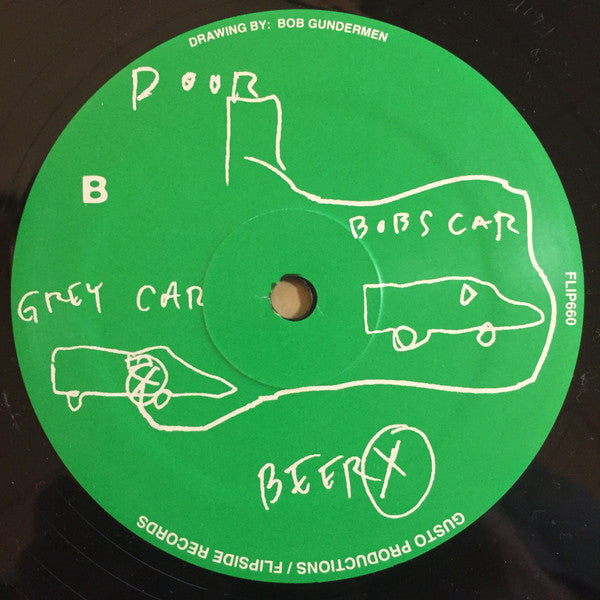 DRAWING BY: BOB GUNDERMEN
DOOR
B
BOBS CAR
FLIP660
GREY CAR
BEER X
GUSTO PRODUCTIONS / FLIPSIDE RECORDS